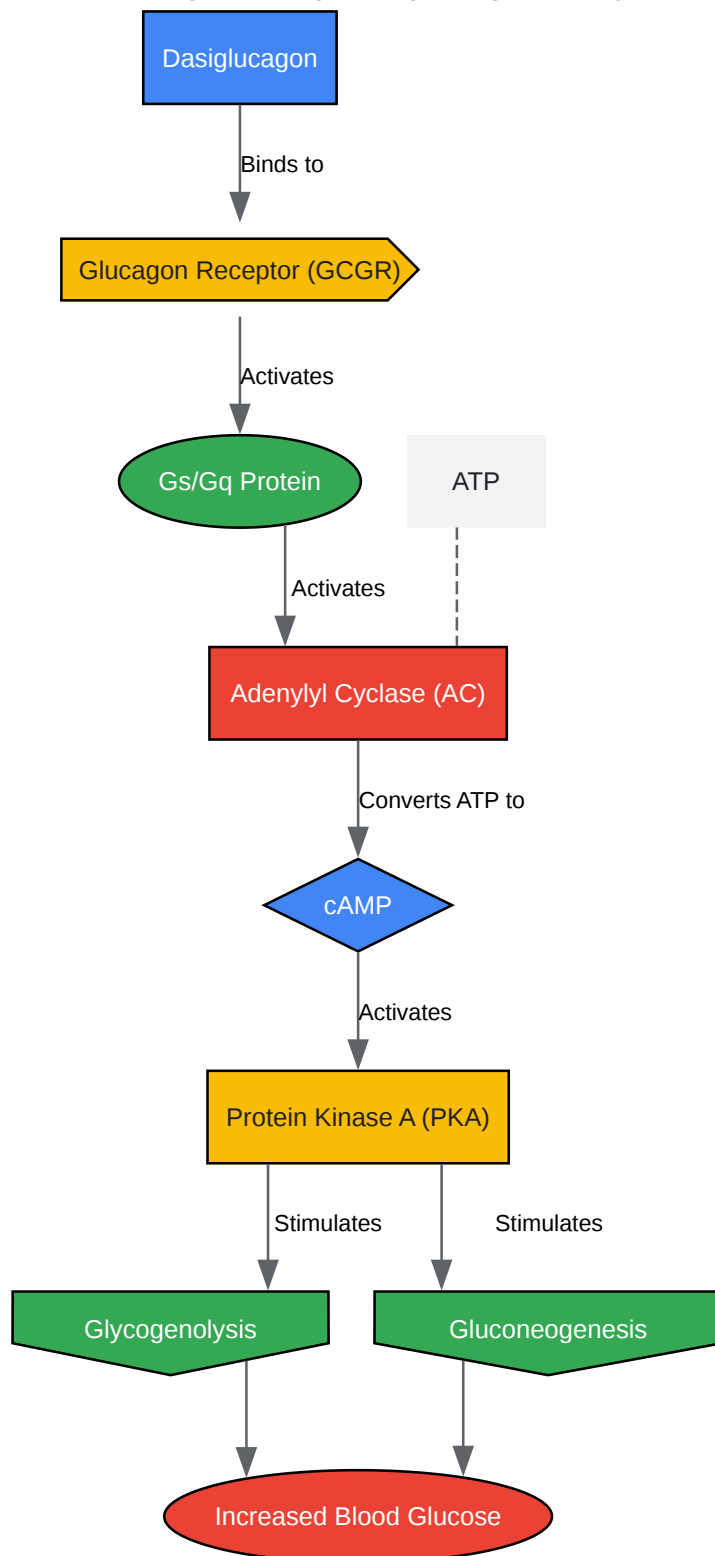 Dasiglucagon
Binds to
Glucagon Receptor (GCGR)
Activates
Gs/Gq Protein
ATP
Activates
Adenylyl Cyclase (AC)
Converts ATP to
cAMP
Activates
Protein Kinase A (PKA)
Stimulates
Stimulates
Glycogenolysis
Gluconeogenesis
Increased Blood Glucose